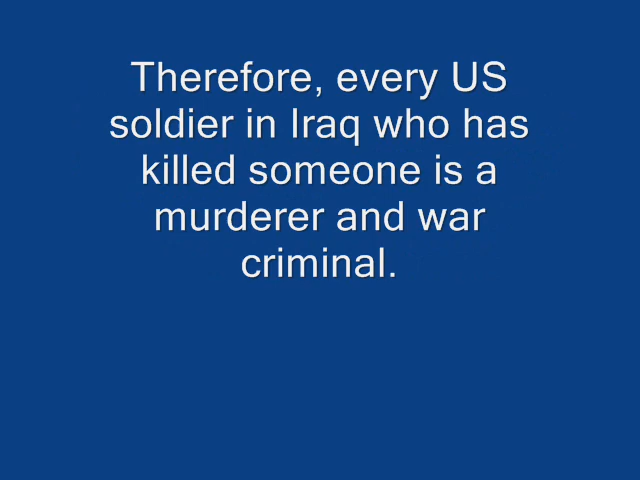 Therefore, every US
soldier in Iraq who has
killed someone is a
murderer and war
criminal.